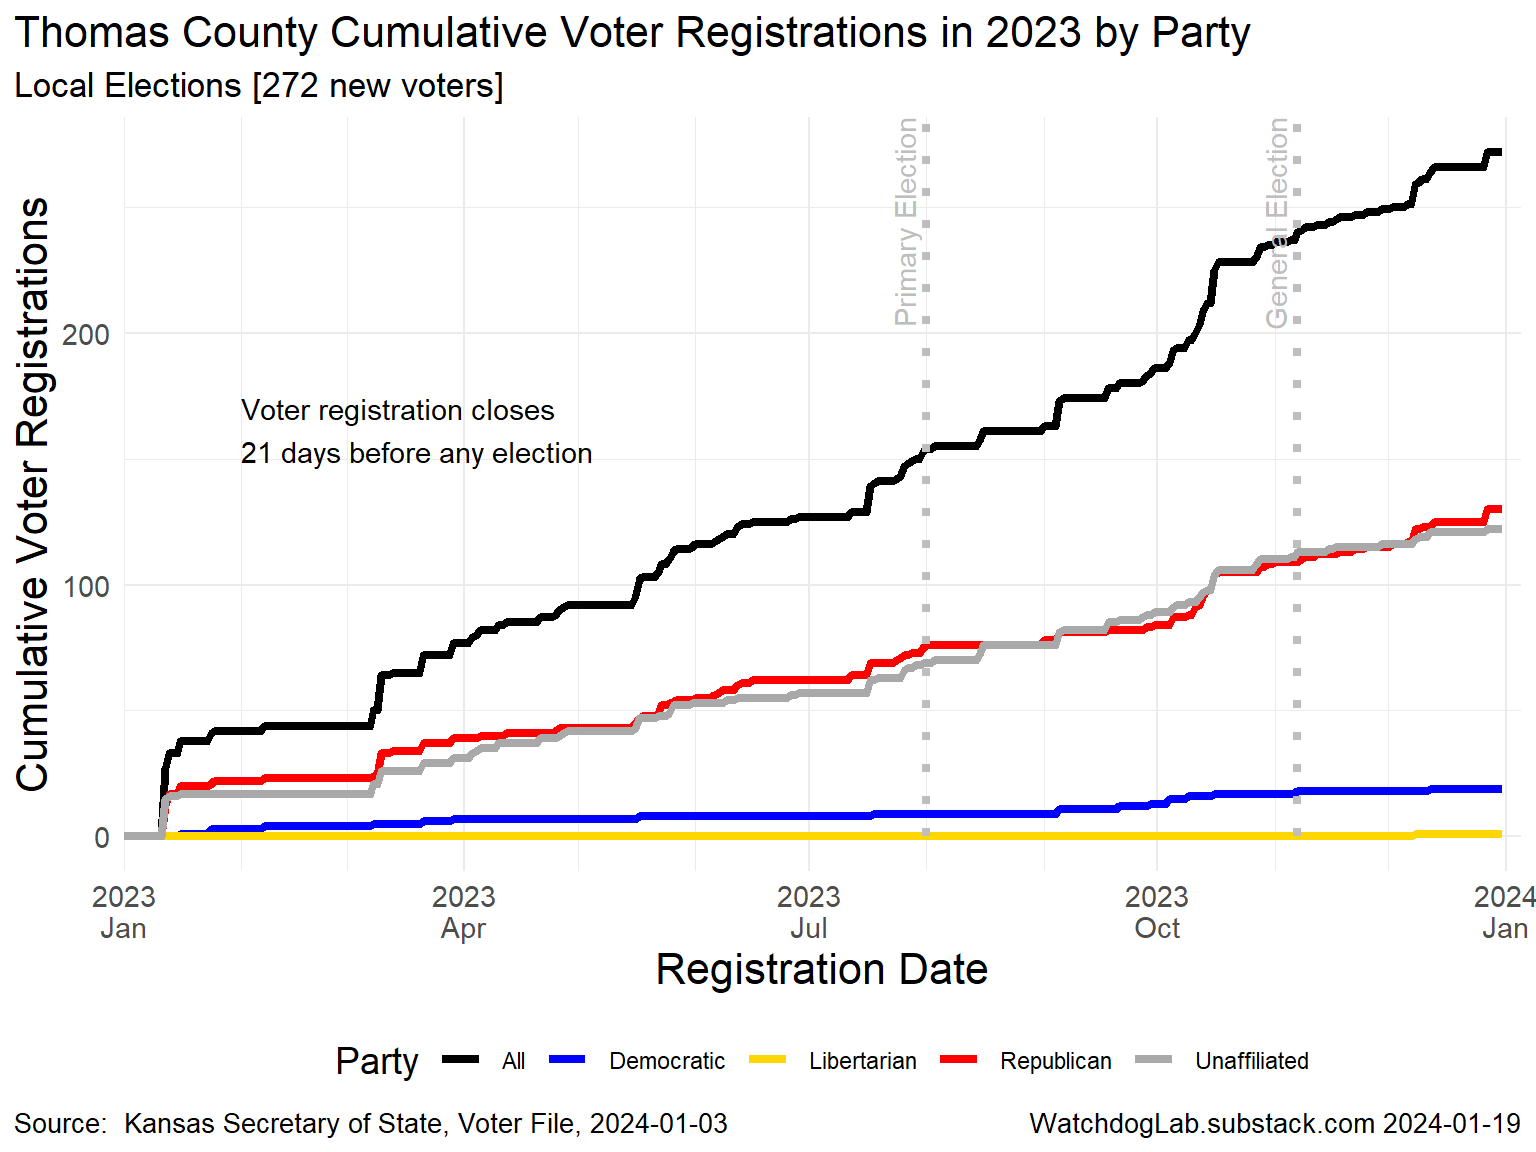 Thomas County Cumulative Voter Registrations in 2023 by Party
Local Elections [272 new voters]
Primary Election
General Election
Voter registration closes
21 days before any election
Cumulative Voter Registrations
200
100
0
2023
Jan
2023
Apr
2023
Jul
2023
Oct
2024
Jan
Registration Date
Party All Democratic Libertarian Republican Unaffiliated
Source:  Kansas Secretary of State, Voter File, 2024-01-03
WatchdogLab.substack.com 2024-01-19